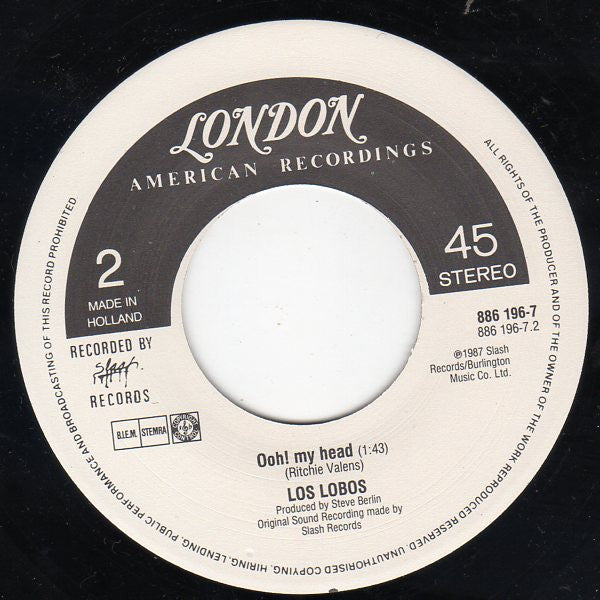 LONDON
AMERICAN RECORDINGS
2
MADE IN
HOLLAND
45
STEREO
886 196-7
886 196-7.2
℗1987 Slash
Records/Burlington
Music Co. Ltd.
RECORDED BY
Slash
RECORDS
B.I.E.M. STEMRA
Ooh! my head (1:43)
(Ritchie Valens)
LOS LOBOS
Produced by Steve Berlin
Original Sound Recording made by
Slash Records
ALL RIGHTS OF THE PRODUCER AND OF THE OWNER OF THE WORK REPRODUCED RESERVED. UNAUTHORISED COPYING, HIRING, LENDING, PUBLIC PERFORMANCE AND BROADCASTING OF THIS RECORD PROHIBITED